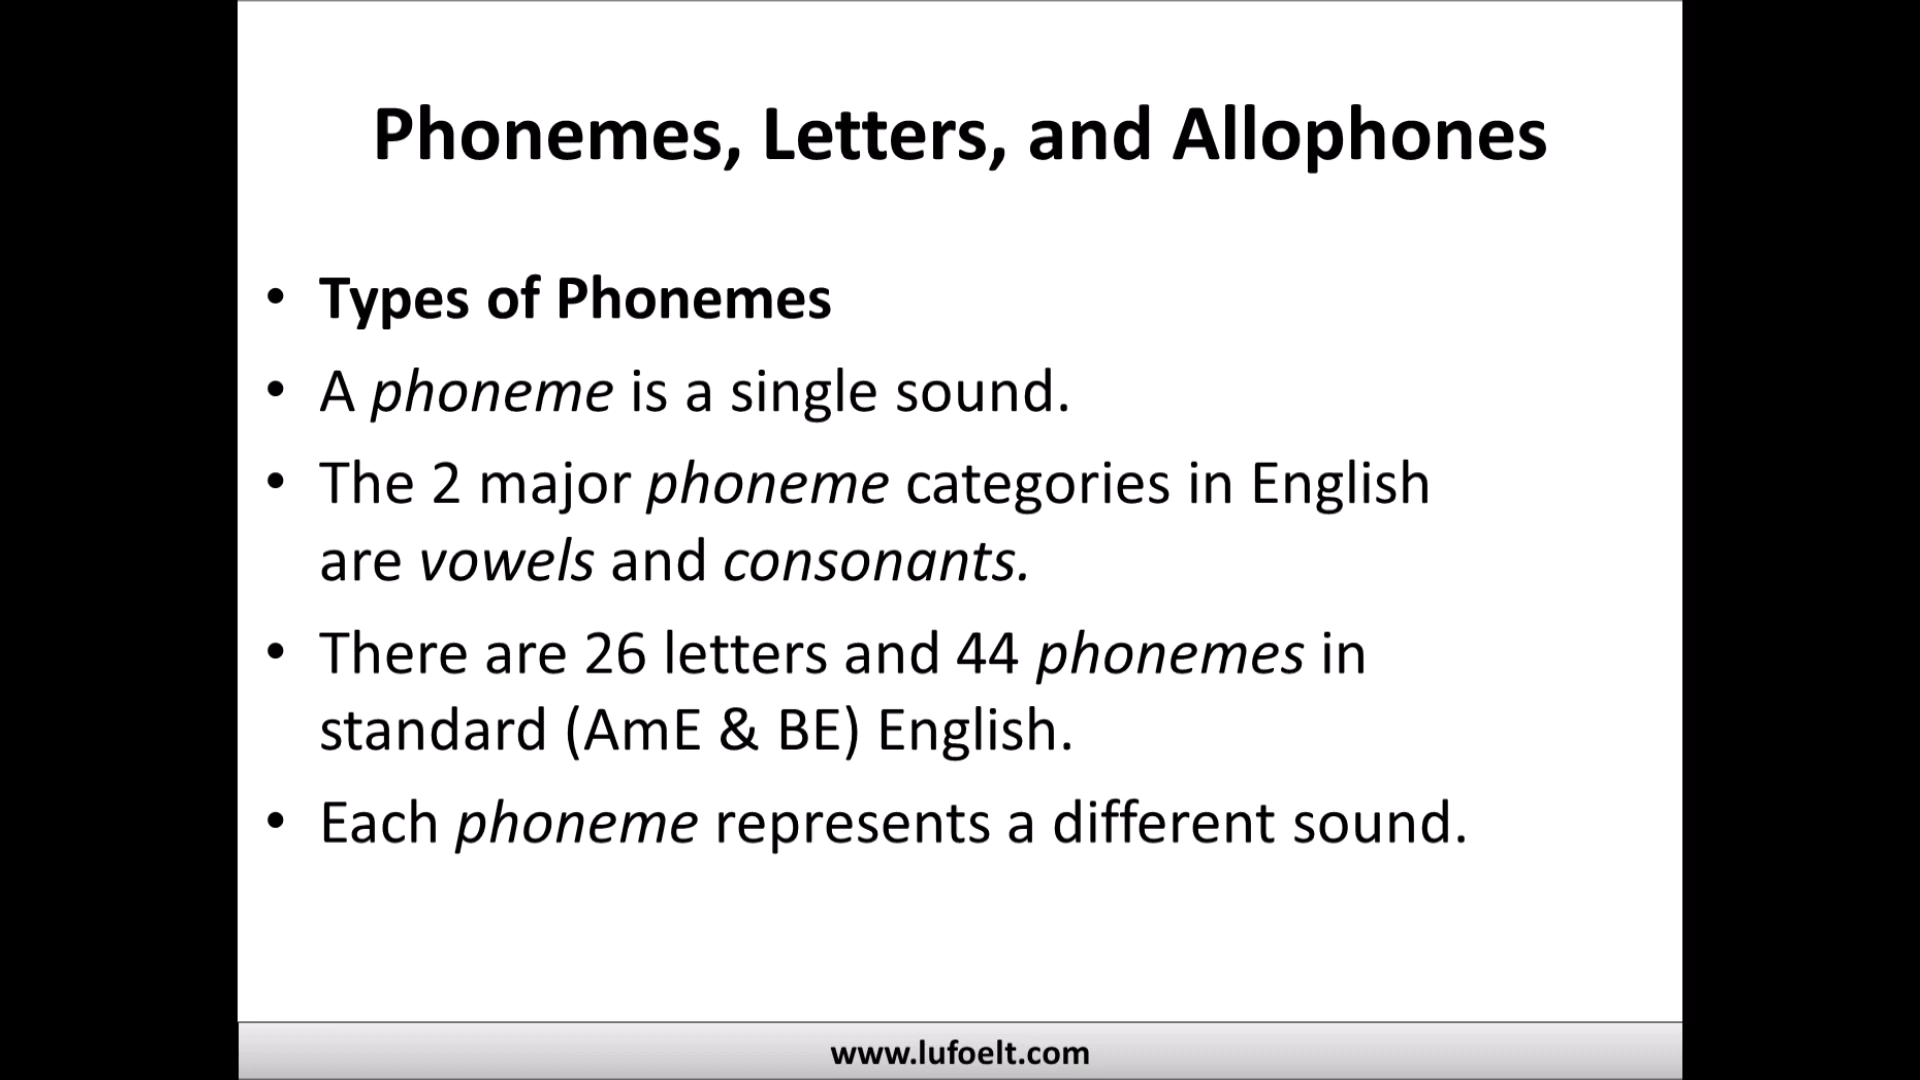 Phonemes, Letters, and Allophones
• Types of Phonemes
• A phoneme is a single sound.
• The 2 major phoneme categories in English
are vowels and consonants.
• There are 26 letters and 44 phonemes in
standard (AmE & BE) English.
• Each phoneme represents a different sound.
www.lufoelt.com